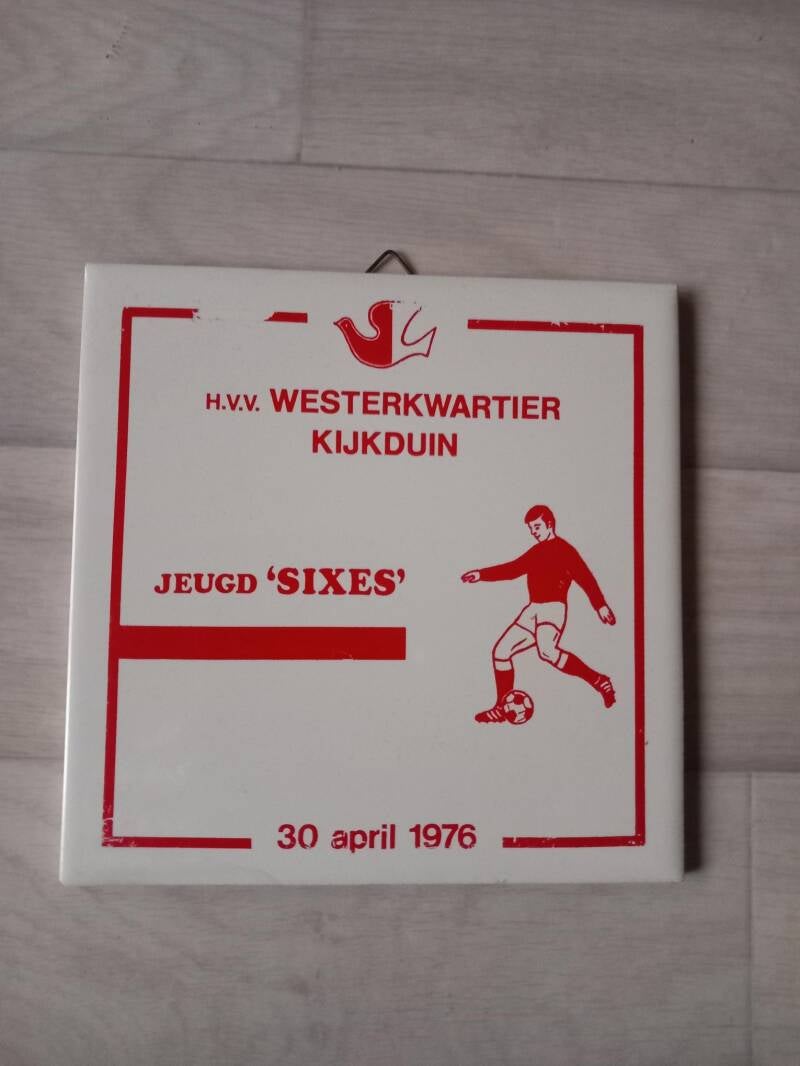 H.V.V. WESTERKWARTIER
KIJKDUIN
JEUGD ‘SIXES’
30 april 1976